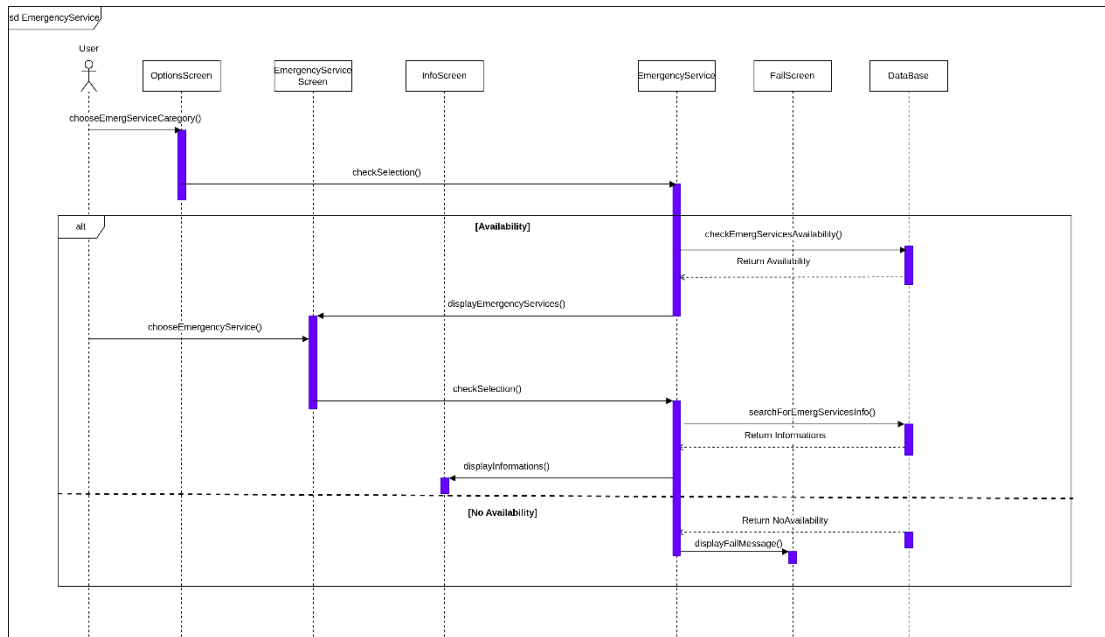 sd EmergencyService
User
OptionsScreen
EmergencyService
Screen
InfoScreen
EmergencyService
FailScreen
DataBase
chooseEmergServiceCategory()
checkSelection()
alt
[Availability]
checkEmergServicesAvailability()
Return Availability
displayEmergencyServices()
chooseEmergencyService()
checkSelection()
searchForEmergServicesInfo()
Return Informations
displayInformations()
[No Availability]
Return NoAvailability
displayFailMessage()